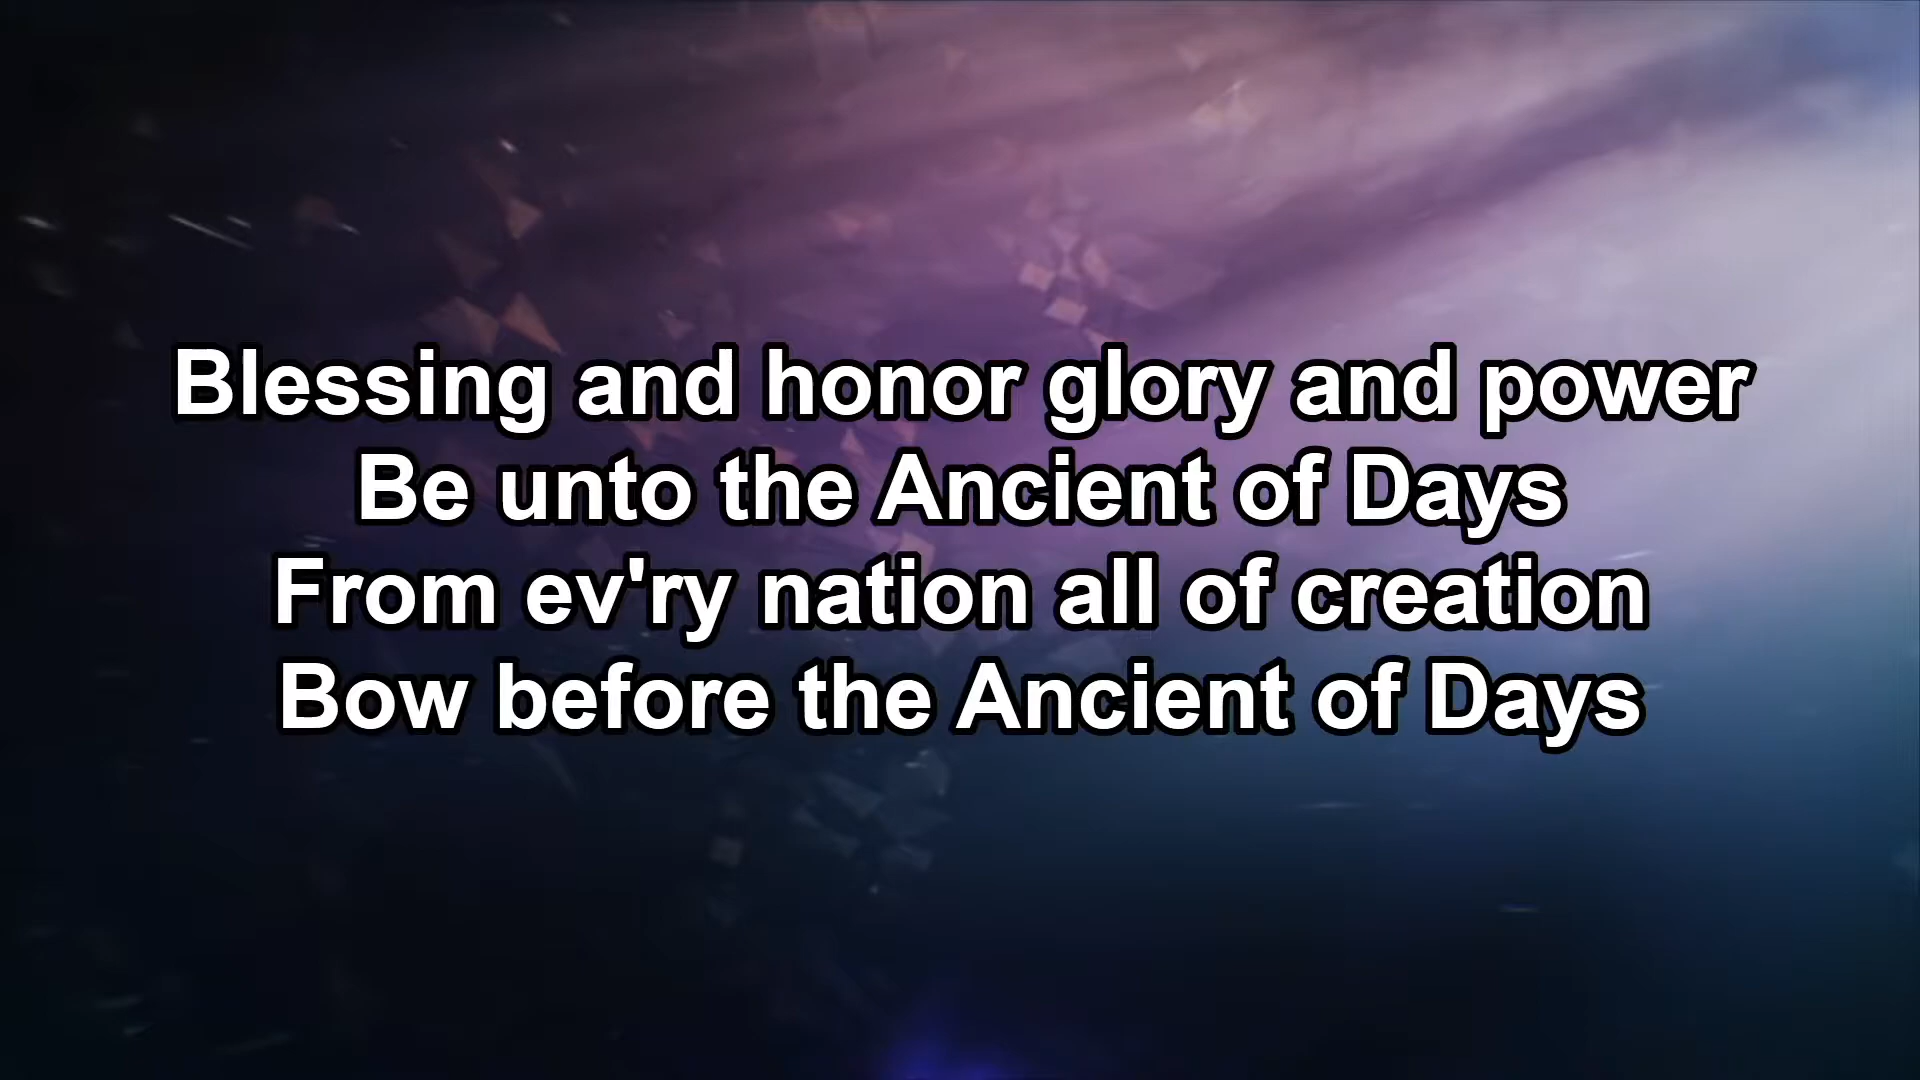 Blessing and honor glory and power
Be unto the Ancient of Days
From ev'ry nation all of creation
Bow before the Ancient of Days